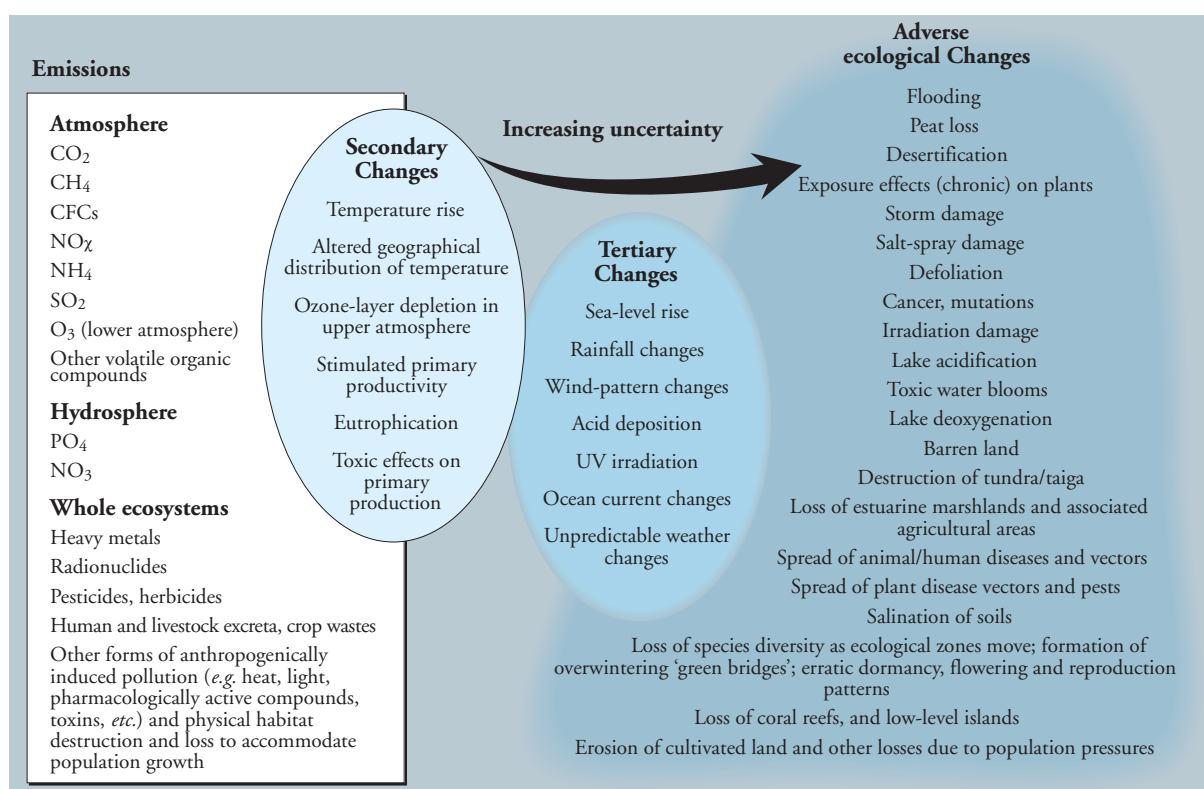 Emissions
Atmosphere
CO2
CH4
CFCs
NOχ
NH4
SO2
O3 (lower atmosphere)
Other volatile organic
compounds
Hydrosphere
PO4
NO3
Whole ecosystems
Heavy metals
Radionuclides
Pesticides, herbicides
Human and livestock excreta, crop wastes
Other forms of anthropogenically
induced pollution (e.g. heat, light,
pharmacologically active compounds,
toxins, etc.) and physical habitat
destruction and loss to accommodate
population growth
Secondary
Changes
Temperature rise
Altered geographical
distribution of temperature
Ozone-layer depletion in
upper atmosphere
Stimulated primary
productivity
Eutrophication
Toxic effects on
primary
production
Increasing uncertainty
Tertiary
Changes
Sea-level rise
Rainfall changes
Wind-pattern changes
Acid deposition
UV irradiation
Ocean current changes
Unpredictable weather
changes
Adverse
ecological Changes
Flooding
Peat loss
Desertification
Exposure effects (chronic) on plants
Storm damage
Salt-spray damage
Defoliation
Cancer, mutations
Irradiation damage
Lake acidification
Toxic water blooms
Lake deoxygenation
Barren land
Destruction of tundra/taiga
Loss of estuarine marshlands and associated
agricultural areas
Spread of animal/human diseases and vectors
Spread of plant disease vectors and pests
Salination of soils
Loss of species diversity as ecological zones move; formation of
overwintering ‘green bridges’; erratic dormancy, flowering and reproduction
patterns
Loss of coral reefs, and low-level islands
Erosion of cultivated land and other losses due to population pressures